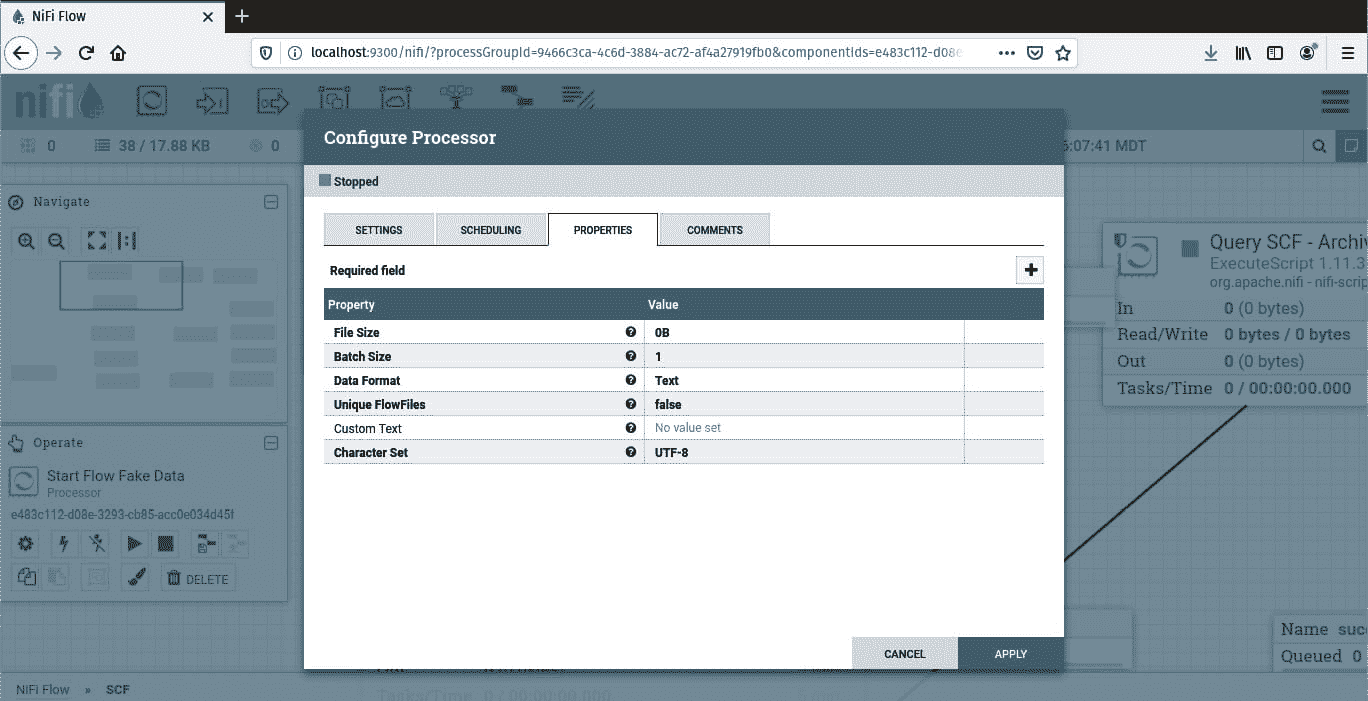 NiFi Flow
localhost:9300/nifi/?processGroupId=9466c3ca-4c6d-3884-ac72-af4a27919fb0&componentIds=e483c112-d08e
nifi
0 38 / 17.88 KB 0 6:07:41 MDT
Configure Processor
Stopped
SETTINGS SCHEDULING PROPERTIES COMMENTS
Required field
Property Value
File Size 0B
Batch Size 1
Data Format Text
Unique FlowFiles false
Custom Text No value set
Character Set UTF-8
CANCEL APPLY
Navigate
Operate
Start Flow Fake Data
Processor
e483c112-d08e-3293-cb85-acc0e034d45f
DELETE
Query SCF - Archiv
ExecuteScript 1.11.3
org.apache.nifi - nifi-scrip
In 0 (0 bytes)
Read/Write 0 bytes / 0 bytes
Out 0 (0 bytes)
Tasks/Time 0 / 00:00:00.000
Name suc
Queued 0
Tasks/Time 0 / 00:00:00.000 5 min
NiFi Flow » SCF